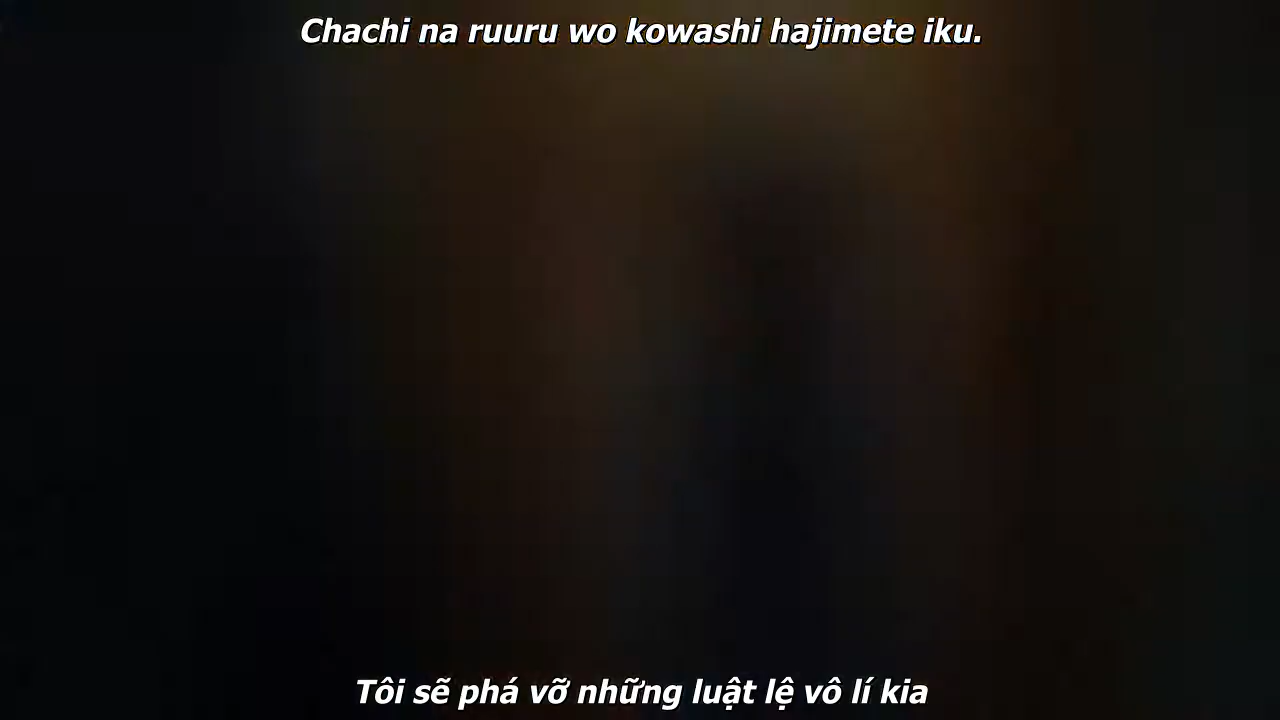 Chachi na ruuru wo kowashi hajimete iku.
Tôi sẽ phá vỡ những luật lệ vô lí kia